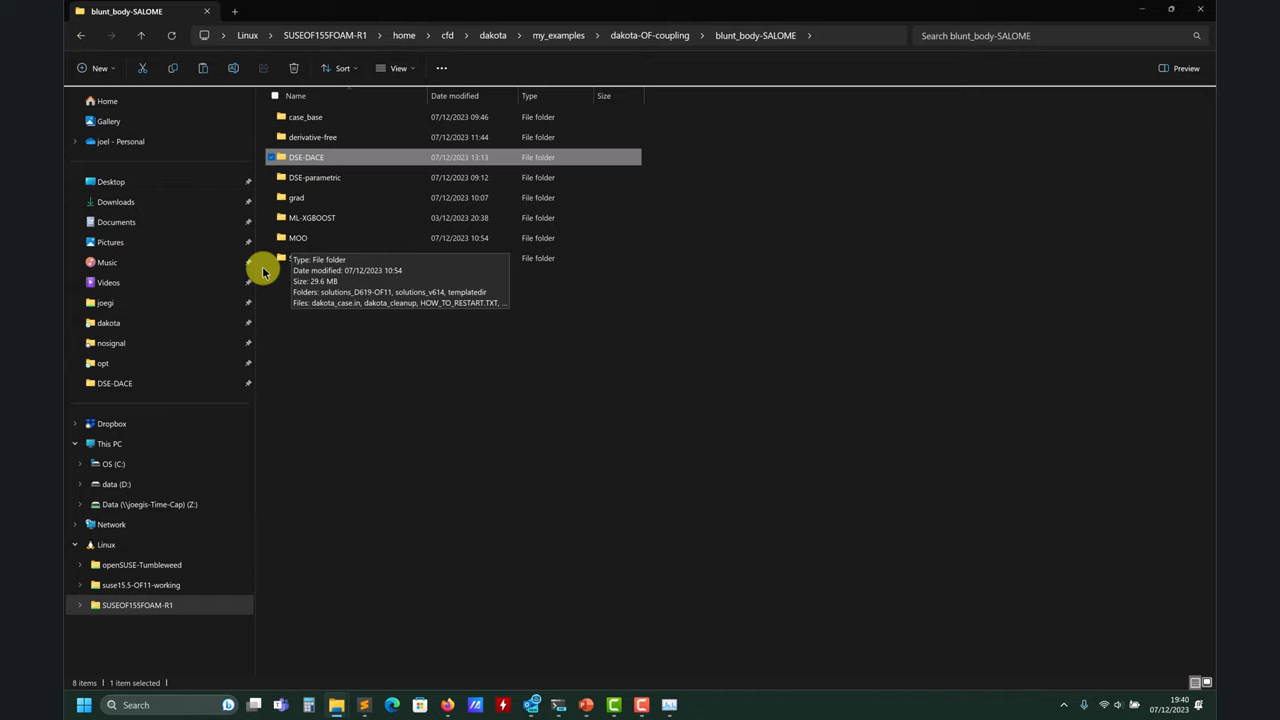 blunt_body-SALOME
Linux > SUSEOF155FOAM-R1 > home > cfd > dakota > my_examples > dakota-OF-coupling > blunt_body-SALOME >
Search blunt_body-SALOME
New
Sort
View
Preview
Name Date modified Type Size
Home
Gallery
joel - Personal
Desktop
Downloads
Documents
Pictures
Music
Videos
joegi
dakota
nosignal
opt
DSE-DACE
Dropbox
This PC
OS (C:)
data (D:)
Data (\\joegis-Time-Cap) (Z:)
Network
Linux
openSUSE-Tumbleweed
suse15.5-OF11-working
SUSEOF155FOAM-R1
case_base 07/12/2023 09:46 File folder
derivative-free 07/12/2023 11:44 File folder
DSE-DACE 07/12/2023 13:13 File folder
DSE-parametric 07/12/2023 09:12 File folder
grad 07/12/2023 10:07 File folder
ML-XGBOOST 03/12/2023 20:38 File folder
MOO 07/12/2023 10:54 File folder
File folder
Type: File folder
Date modified: 07/12/2023 10:54
Size: 29.6 MB
Folders: solutions_D619-OF11, solutions_v614, templatedir
Files: dakota_case.in, dakota_cleanup, HOW_TO_RESTART.TXT, ...
8 items 1 item selected
Search
19:40
07/12/2023